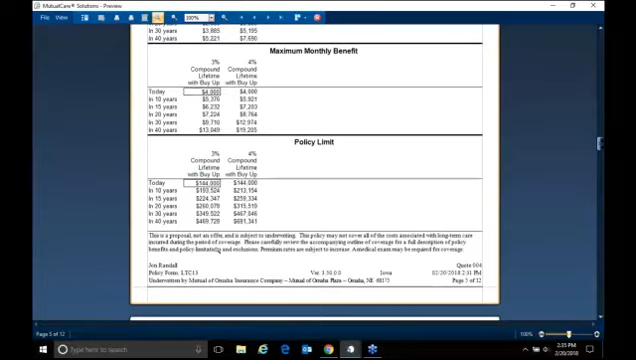 MutualCare® Solutions - Preview
File View 100%
In 30 years $3,885 $5,195
In 40 years $5,221 $7,690
Maximum Monthly Benefit
3% 4%
Compound Compound
Lifetime Lifetime
with Buy Up with Buy Up
Today $4,000 $4,000
In 10 years $5,376 $5,921
In 15 years $6,232 $7,203
In 20 years $7,224 $8,764
In 30 years $9,710 $12,974
In 40 years $13,049 $19,205
Policy Limit
3% 4%
Compound Compound
Lifetime Lifetime
with Buy Up with Buy Up
Today $144,000 $144,000
In 10 years $193,524 $213,154
In 15 years $224,347 $259,334
In 20 years $260,078 $315,519
In 30 years $349,522 $467,046
In 40 years $469,728 $691,341
This is a proposal, not an offer, and is subject to underwriting. This policy may not cover all of the costs associated with long-term care
incurred during the period of coverage. Please carefully review the accompanying outline of coverage for a full description of policy
benefits and policy limitations and exclusions. Premium rates are subject to increase. A medical exam may be required for coverage.
Jon Randall Quote 004
Policy Form: LTC13 Ver. 1.50.0.0 Iowa 02/20/2018 2:31 PM
Underwritten by Mutual of Omaha Insurance Company - Mutual of Omaha Plaza - Omaha, NE 68175 Page 5 of 12
Page 5 of 12 100%
Type here to search
2:35 PM
2/20/2018